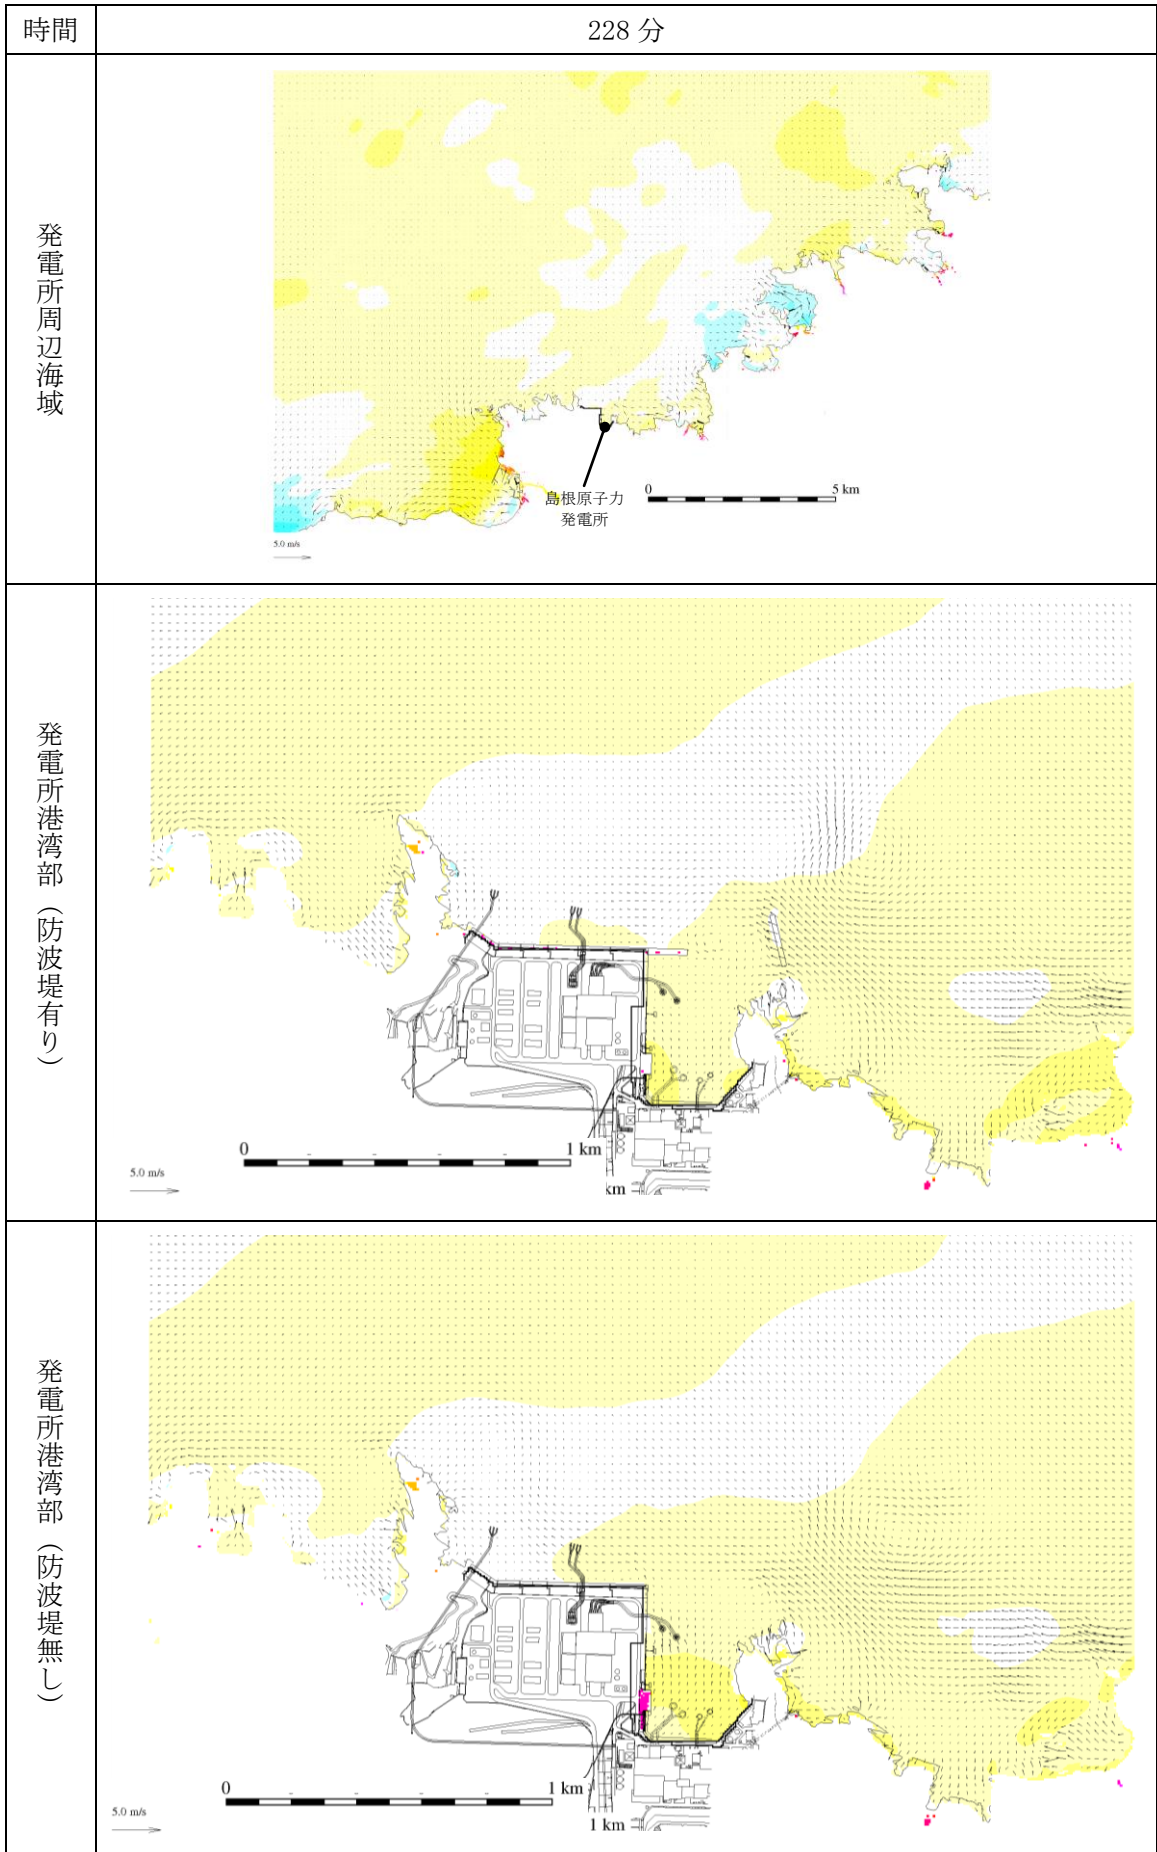 時間
228 分
発電所周辺海域
島根原子力
発電所
0
5 km
5.0 m/s
発電所港湾部（防波堤有り）
0
1 km
5.0 m/s
km
発電所港湾部（防波堤無し）
0
1 km
5.0 m/s
1 km